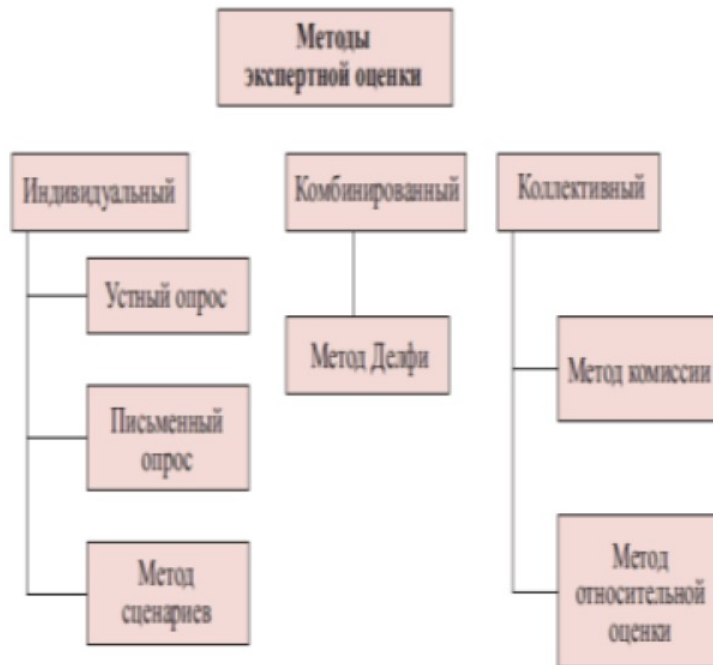 Методы
экспертной оценки
Индивидуальный
Комбинированный
Коллективный
Устный опрос
Метод Делфи
Метод комиссии
Письменный
опрос
Метод
сценариев
Метод
относительной
оценки